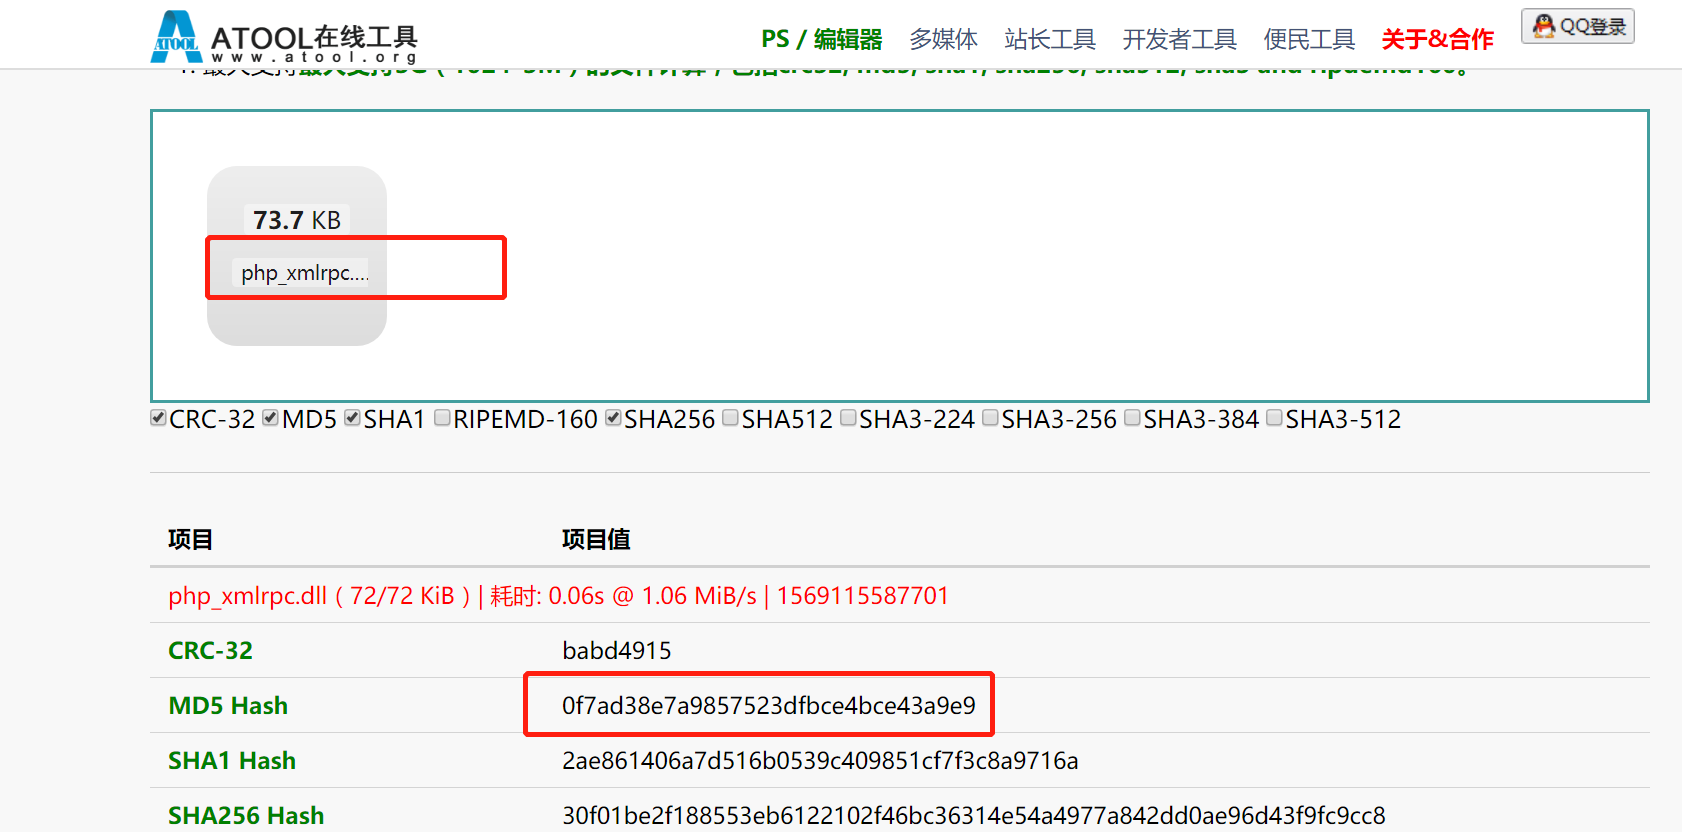 ATOOL在线工具
www.atool.org
PS / 编辑器 多媒体 站长工具 开发者工具 便民工具 关于&合作 QQ登录
73.7 KB
php_xmlrpc....
CRC-32 MD5 SHA1 RIPEMD-160 SHA256 SHA512 SHA3-224 SHA3-256 SHA3-384 SHA3-512
项目 项目值
php_xmlrpc.dll ( 72/72 KiB ) | 耗时: 0.06s @ 1.06 MiB/s | 1569115587701
CRC-32 babd4915
MD5 Hash 0f7ad38e7a9857523dfbce4bce43a9e9
SHA1 Hash 2ae861406a7d516b0539c409851cf7f3c8a9716a
SHA256 Hash 30f01be2f188553eb6122102f46bc36314e54a4977a842dd0ae96d43f9fc9cc8